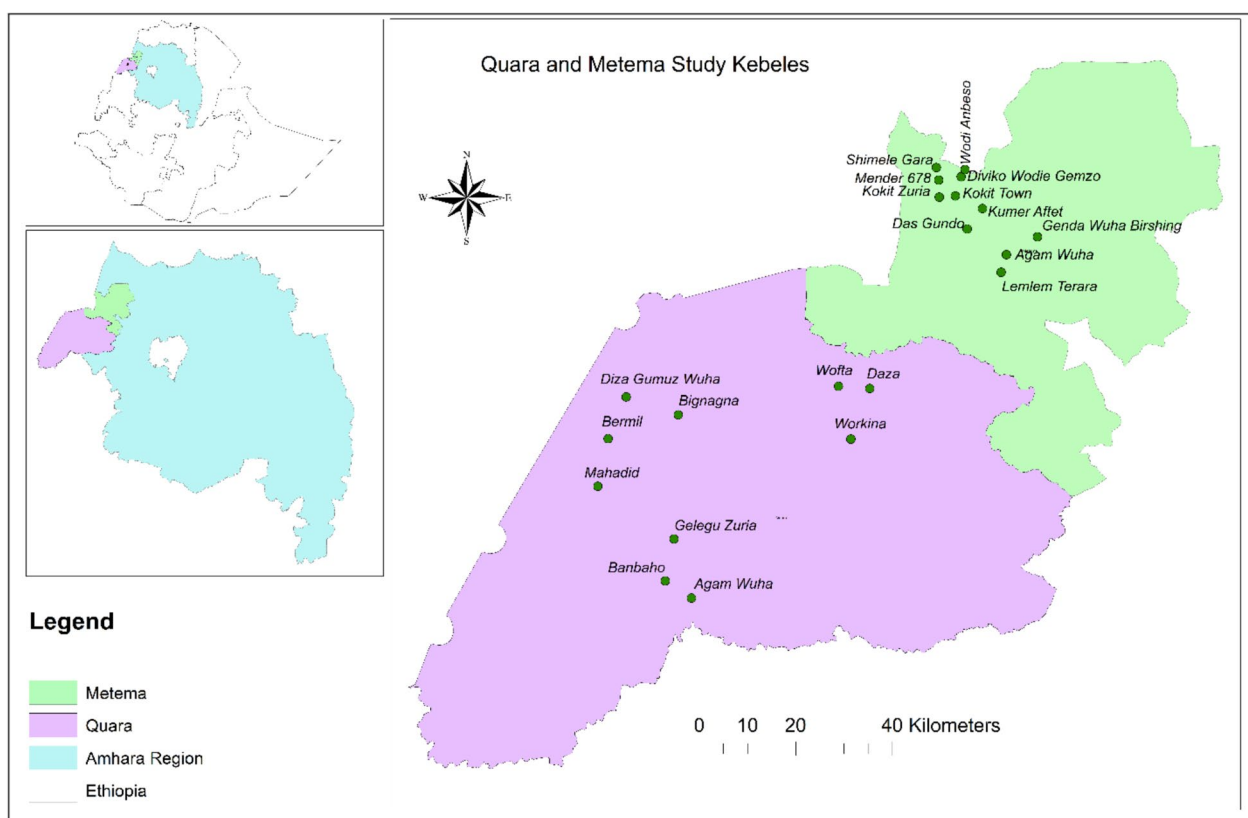 Quara and Metema Study Kebeles
N
W E
S
Wodi Anbeso
Shimele Gara
Mender 678
Diviko Wodie Gemzo
Kokit Zuria
Kokit Town
Kumer Aftet
Das Gundo
Genda Wuha Birshing
Agam Wuha
Lemlem Terara
Wofta
Daza
Diza Gumuz Wuha
Bignagna
Bermil
Workina
Mahadid
Gelegu Zuria
Banbaho
Agam Wuha
Legend
Metema
Quara
Amhara Region
Ethiopia
0 10 20 40 Kilometers